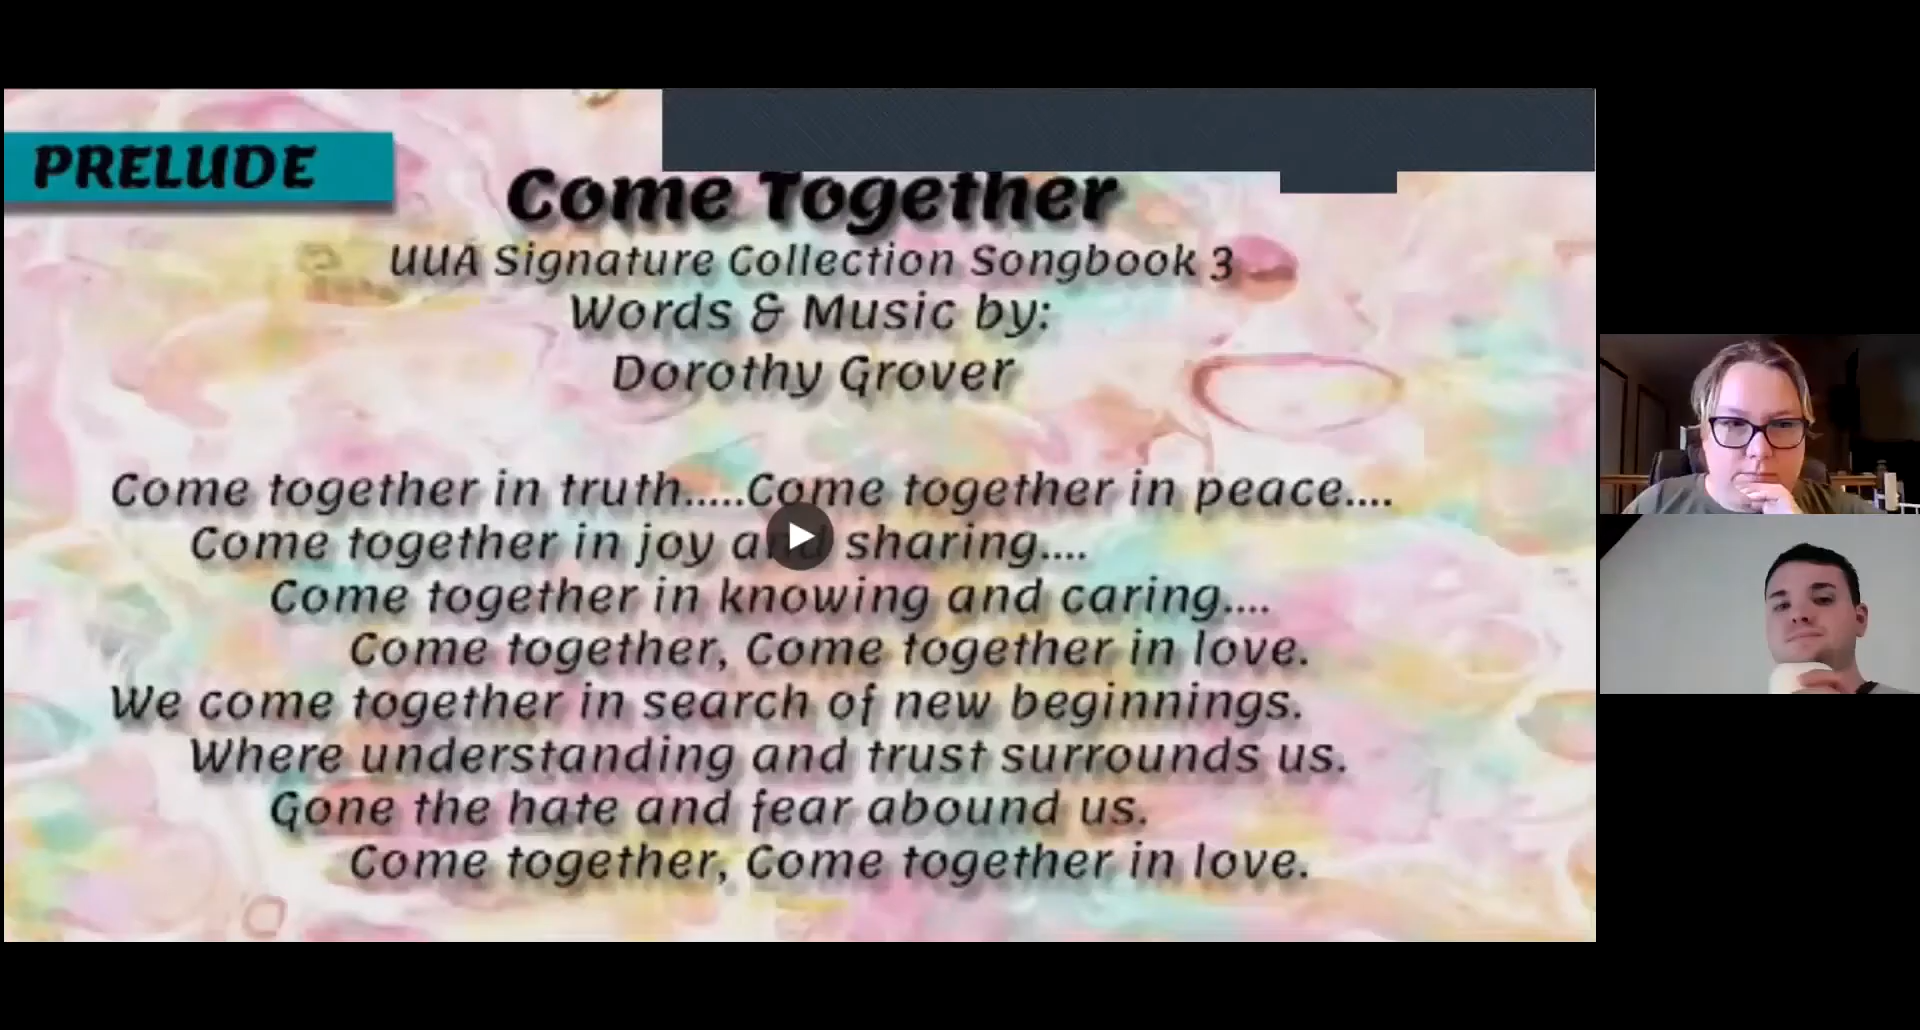 PRELUDE
Come Together
UUA Signature Collection Songbook 3
Words & Music by:
Dorothy Grover
Come together in truth.....Come together in peace....
Come together in joy and sharing....
Come together in knowing and caring....
Come together, Come together in love.
We come together in search of new beginnings.
Where understanding and trust surrounds us.
Gone the hate and fear abound us.
Come together, Come together in love.